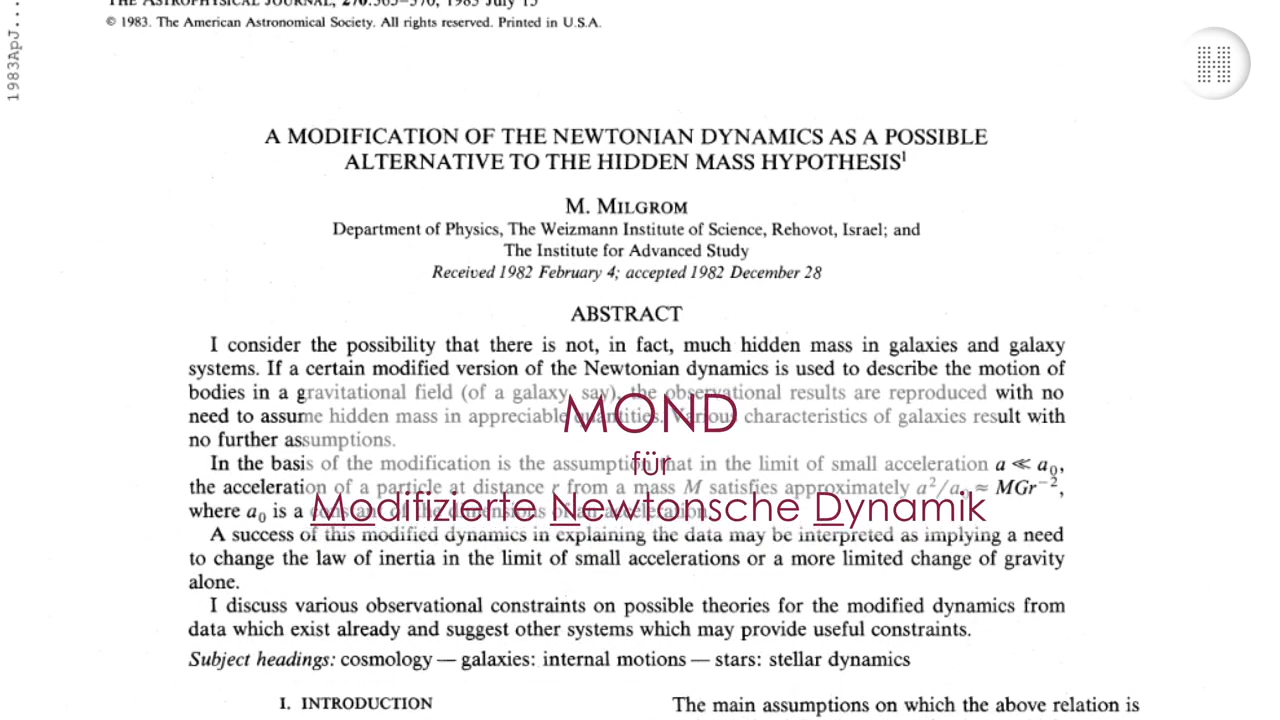 THE ASTROPHYSICAL JOURNAL, 270:365–370, 1983 July 15
© 1983. The American Astronomical Society. All rights reserved. Printed in U.S.A.
1983ApJ...
H
A MODIFICATION OF THE NEWTONIAN DYNAMICS AS A POSSIBLE
ALTERNATIVE TO THE HIDDEN MASS HYPOTHESIS¹
M. MILGROM
Department of Physics, The Weizmann Institute of Science, Rehovot, Israel; and
The Institute for Advanced Study
Received 1982 February 4; accepted 1982 December 28
ABSTRACT
I consider the possibility that there is not, in fact, much hidden mass in galaxies and galaxy
systems. If a certain modified version of the Newtonian dynamics is used to describe the motion of
bodies in a gravitational field (of a galaxy, say), the observational results are reproduced with no
need to assume hidden mass in appreciable quantities. Various characteristics of galaxies result with
no further assumptions.
In the basis of the modification is the assumption that in the limit of small acceleration a ≪ a₀,
the acceleration of a particle at distance r from a mass M satisfies approximately a²/a₀ ≈ MGr⁻²,
where a₀ is a constant of the dimensions of an acceleration.
A success of this modified dynamics in explaining the data may be interpreted as implying a need
to change the law of inertia in the limit of small accelerations or a more limited change of gravity
alone.
I discuss various observational constraints on possible theories for the modified dynamics from
data which exist already and suggest other systems which may provide useful constraints.
Subject headings: cosmology — galaxies: internal motions — stars: stellar dynamics
I. INTRODUCTION
The main assumptions on which the above relation is
MOND
für
Modifizierte Newtonsche Dynamik